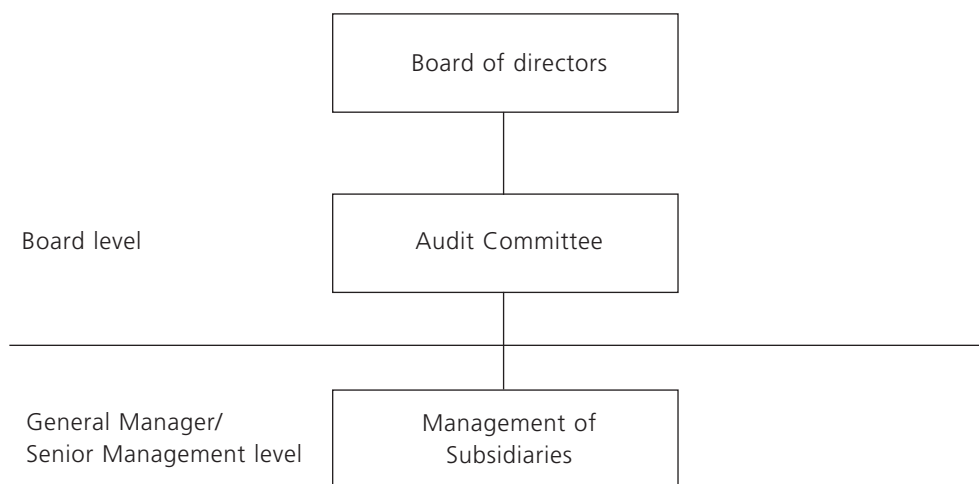 Board of directors
Board level
Audit Committee
General Manager/
Senior Management level
Management of
Subsidiaries